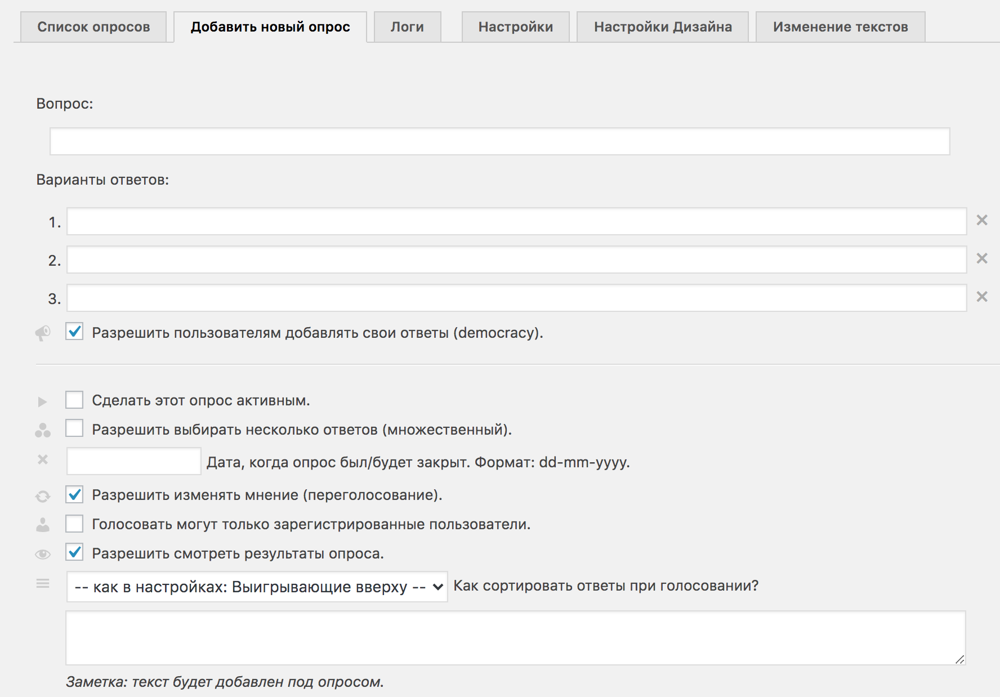 Список опросов
Добавить новый опрос
Логи
Настройки
Настройки Дизайна
Изменение текстов
Вопрос:
Варианты ответов:
1.
2.
3.
Разрешить пользователям добавлять свои ответы (democracy).
Сделать этот опрос активным.
Разрешить выбирать несколько ответов (множественный).
Дата, когда опрос был/будет закрыт. Формат: dd-mm-yyyy.
Разрешить изменять мнение (переголосование).
Голосовать могут только зарегистрированные пользователи.
Разрешить смотреть результаты опроса.
-- как в настройках: Выигрывающие вверху -- Как сортировать ответы при голосовании?
Заметка: текст будет добавлен под опросом.